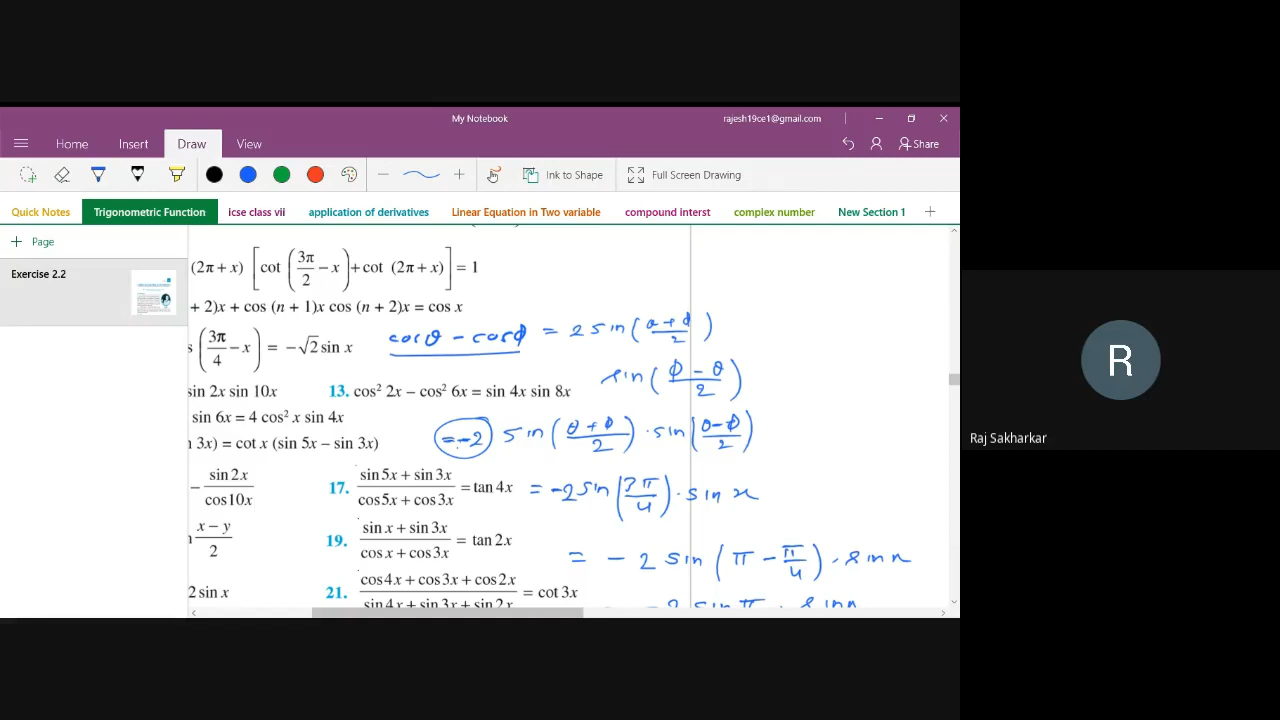 My Notebook
rajesh19ce1@gmail.com
Home Insert Draw View
Share
Ink to Shape
Full Screen Drawing
Quick Notes
Trigonometric Function
icse class vii
application of derivatives
Linear Equation in Two variable
compound interst
complex number
New Section 1
Page
Exercise 2.2
(2π + x) [cot (3π/2 − x) + cot (2π + x)] = 1
+ 2)x + cos (n + 1)x cos (n + 2)x = cos x
(3π/4 − x) = −√2 sin x
cosθ − cosϕ = 2 sin(θ+ϕ/2)
sin(ϕ − θ/2)
sin 2x sin 10x
13. cos² 2x − cos² 6x = sin 4x sin 8x
sin 6x = 4 cos² x sin 4x
= −2 sin(θ+ϕ/2) · sin(θ−ϕ/2)
3x) = cot x (sin 5x − sin 3x)
− sin 2x/cos 10x
17. sin 5x + sin 3x/cos 5x + cos 3x = tan 4x
= −2 sin(3π/4) · sin x
x − y/2
19. sin x + sin 3x/cos x + cos 3x = tan 2x
= − 2 sin(π − π/4) · sin x
2 sin x
21. cos 4x + cos 3x + cos 2x/sin 4x + sin 3x + sin 2x = cot 3x
R
Raj Sakharkar